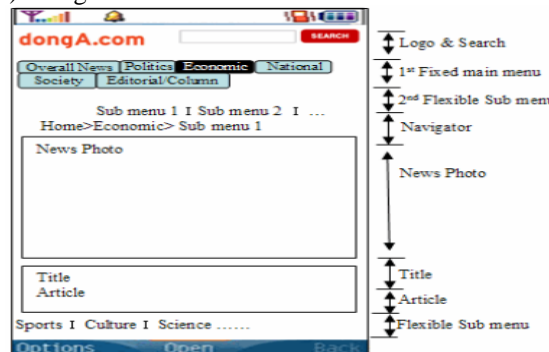 dongA.com
SEARCH
Logo & Search
Overall News Politics Economic National
1st Fixed main menu
Society Editorial/Column
2nd Flexible Sub menu
Sub menu 1 I Sub menu 2 I ...
Home>Economic> Sub menu 1
Navigator
News Photo
News Photo
Title
Title
Article
Article
Sports I Culture I Science ......
Flexible Sub menu
Options Open Back